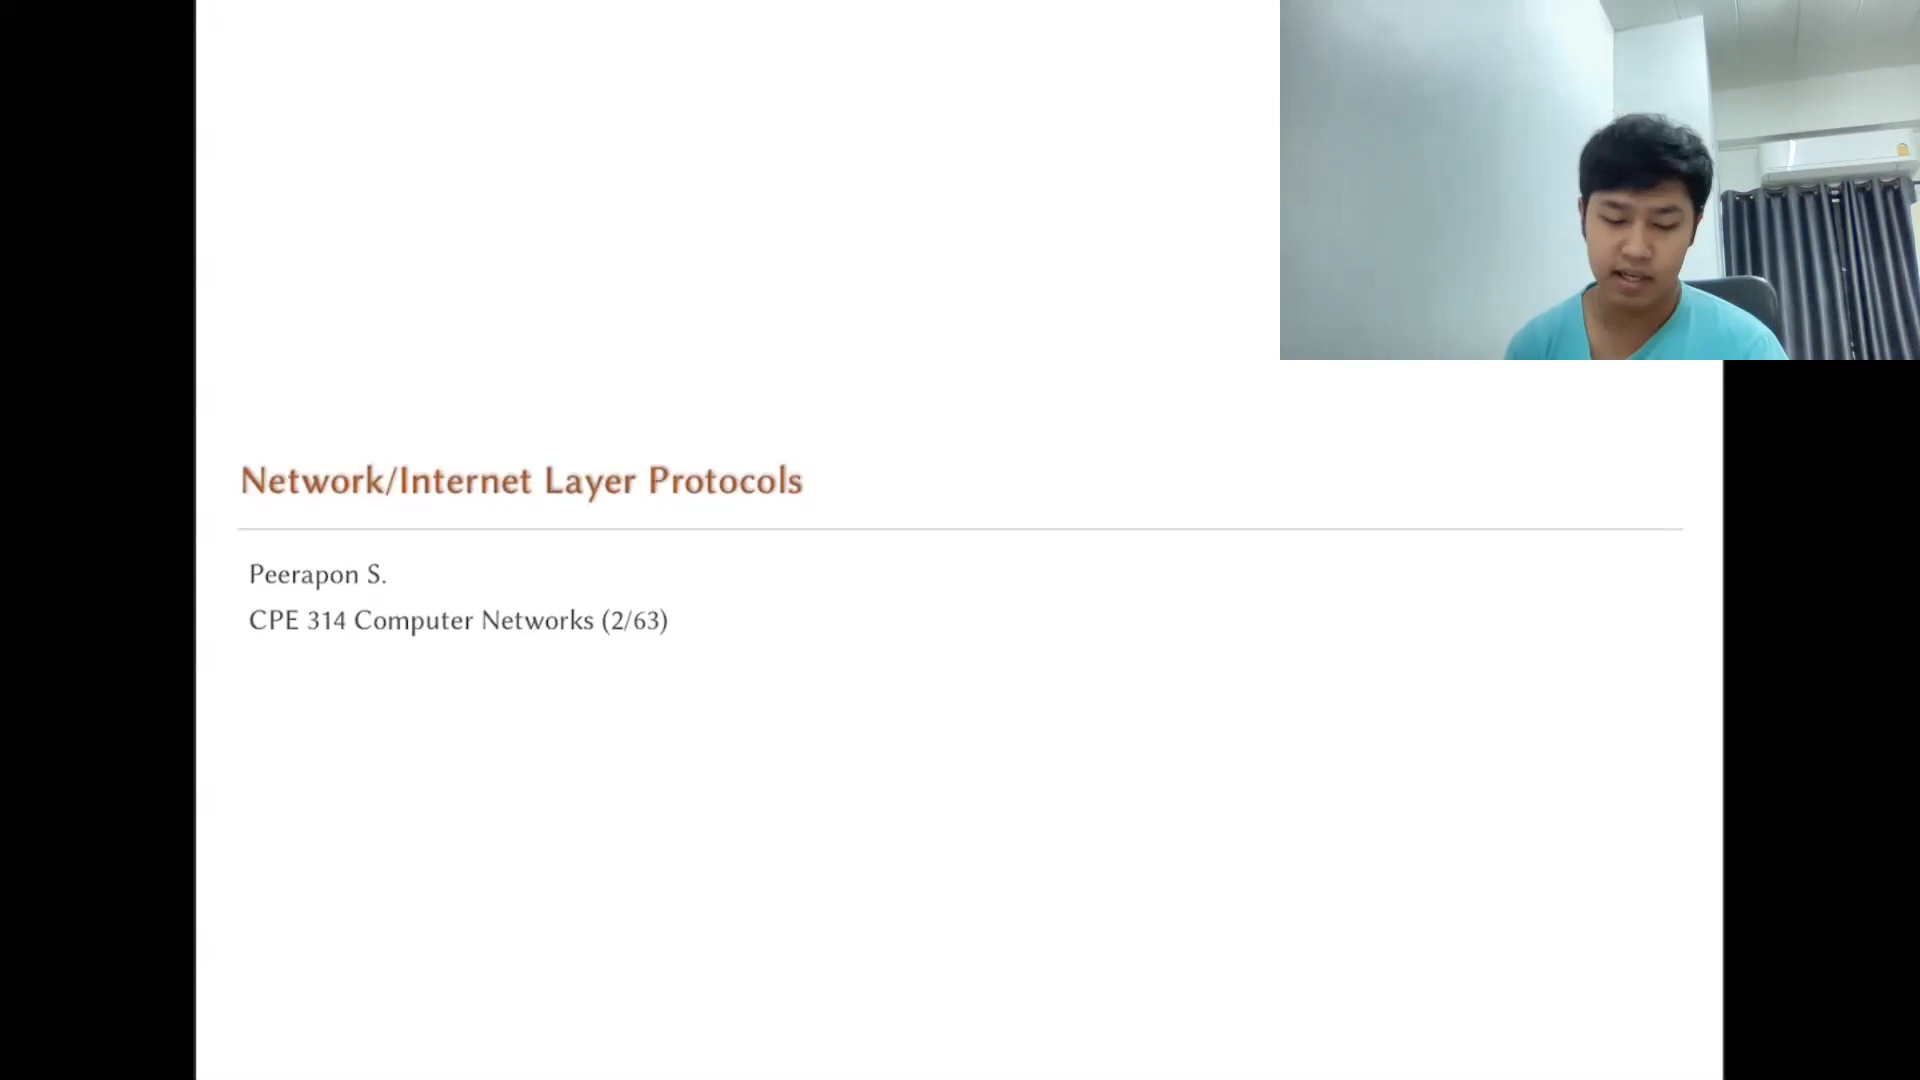 Network/Internet Layer Protocols
Peerapon S.
CPE 314 Computer Networks (2/63)